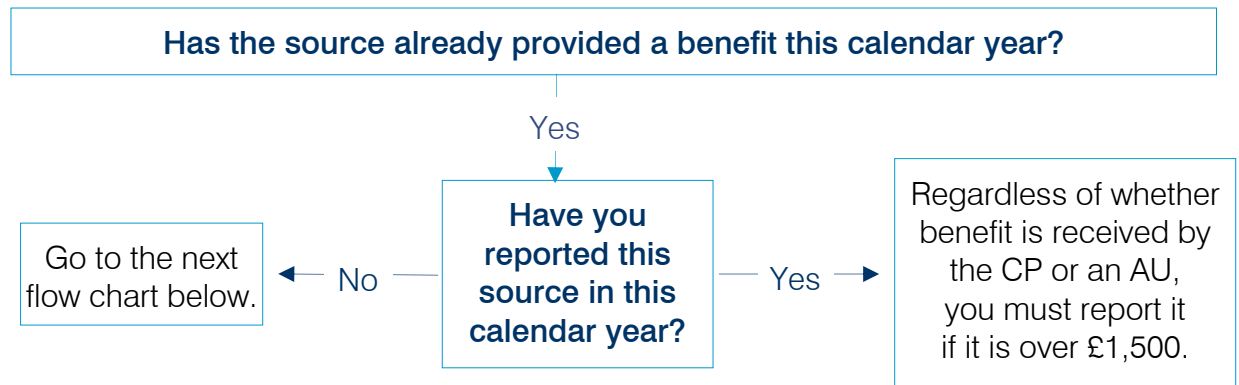 Has the source already provided a benefit this calendar year?
Yes
Have you
reported this
source in this
calendar year?
No
Go to the next
flow chart below.
Yes
Regardless of whether
benefit is received by
the CP or an AU,
you must report it
if it is over £1,500.